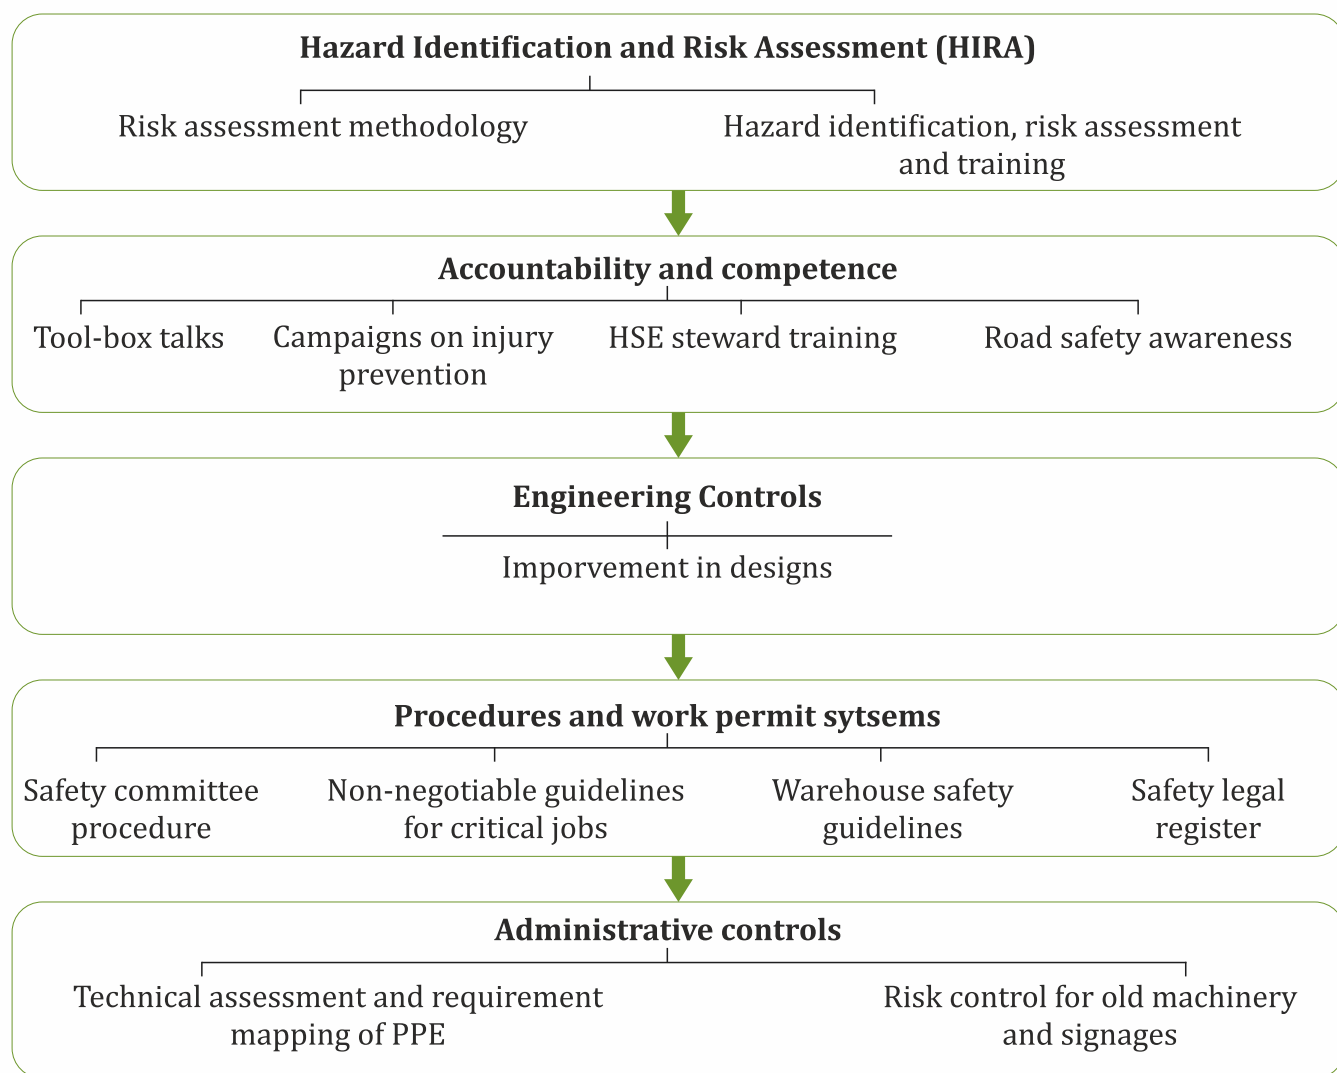 Hazard Identification and Risk Assessment (HIRA)
Risk assessment methodology
Hazard identification, risk assessment
and training
Accountability and competence
Tool-box talks
Campaigns on injury
prevention
HSE steward training
Road safety awareness
Engineering Controls
Imporvement in designs
Procedures and work permit sytsems
Safety committee
procedure
Non-negotiable guidelines
for critical jobs
Warehouse safety
guidelines
Safety legal
register
Administrative controls
Technical assessment and requirement
mapping of PPE
Risk control for old machinery
and signages